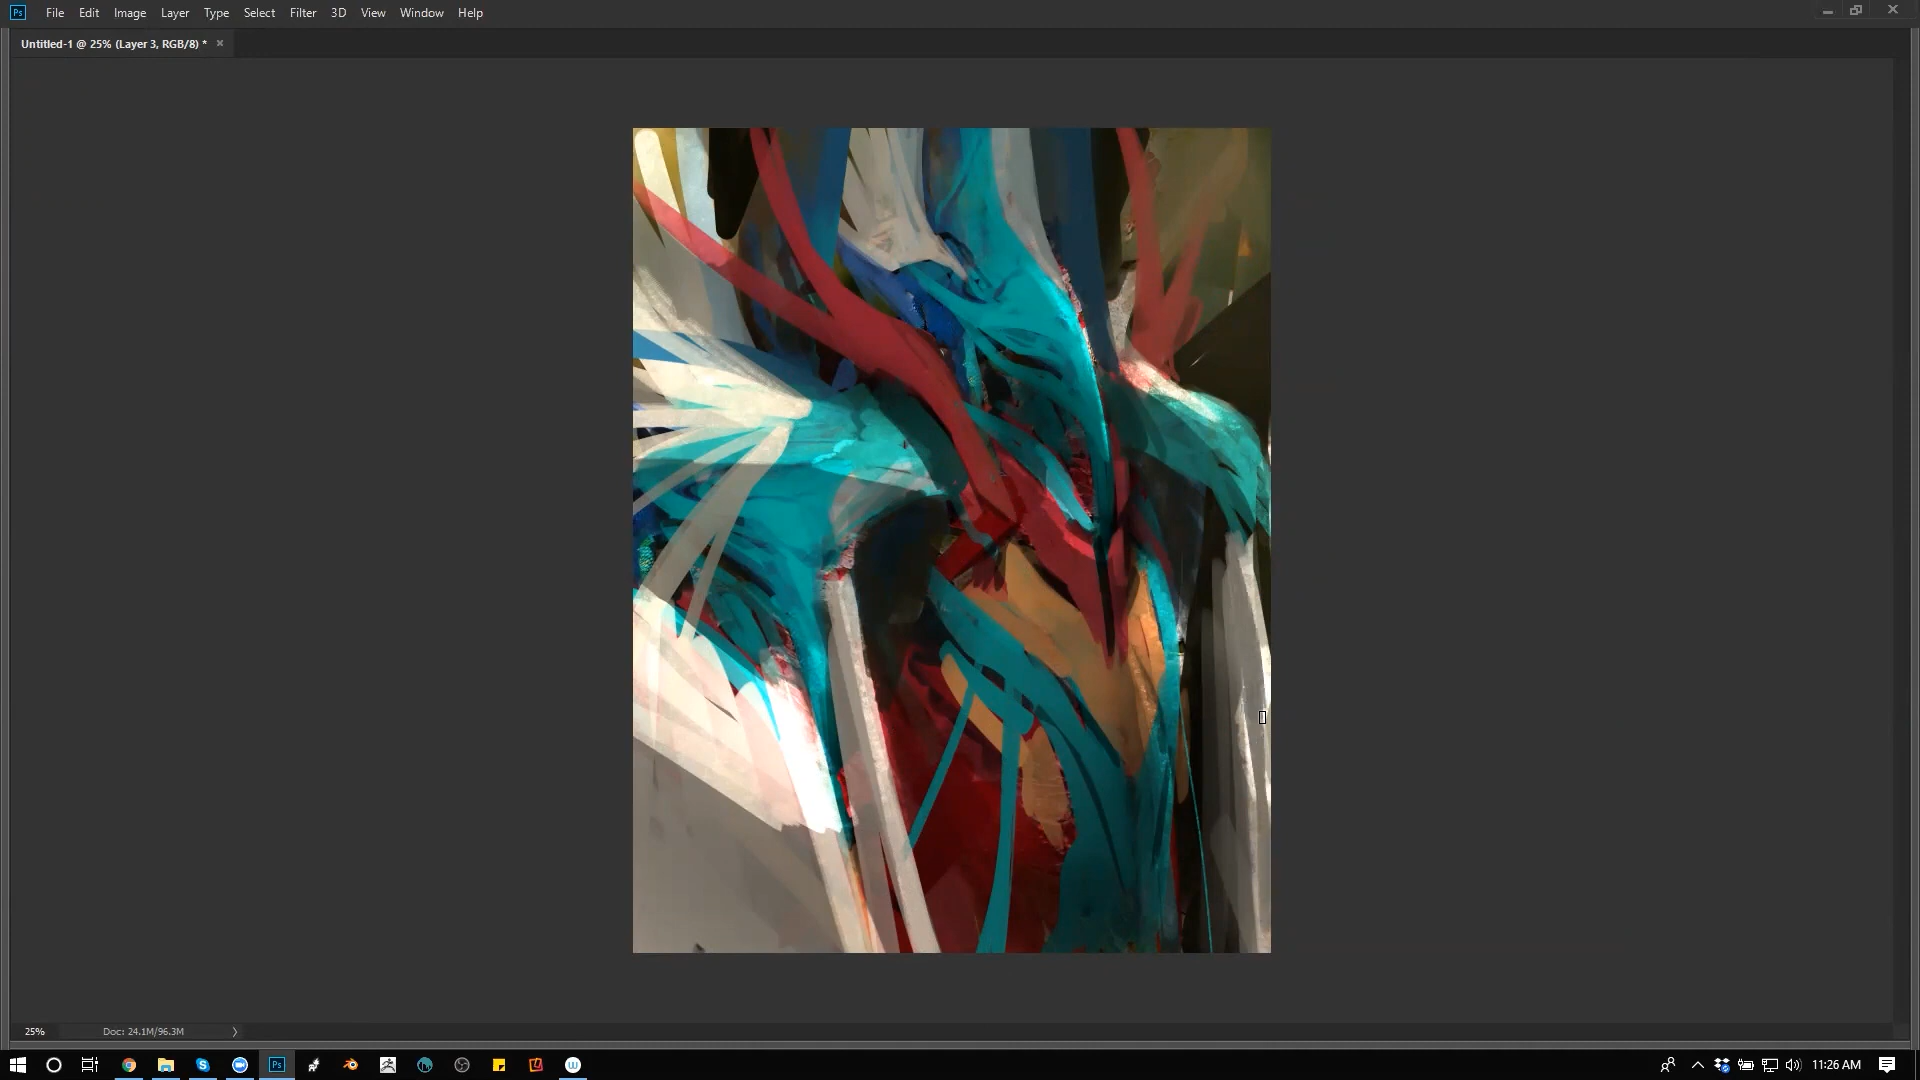 Ps File Edit Image Layer Type Select Filter 3D View Window Help
Untitled-1 @ 25% (Layer 3, RGB/8) * ×
25% Doc: 24.1M/96.3M
Ps 11:26 AM